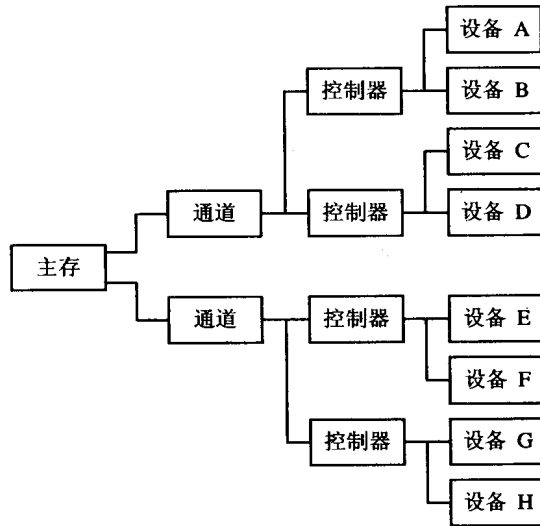 设备 A
控制器
设备 B
设备 C
通道
控制器
设备 D
主存
通道
控制器
设备 E
设备 F
控制器
设备 G
设备 H